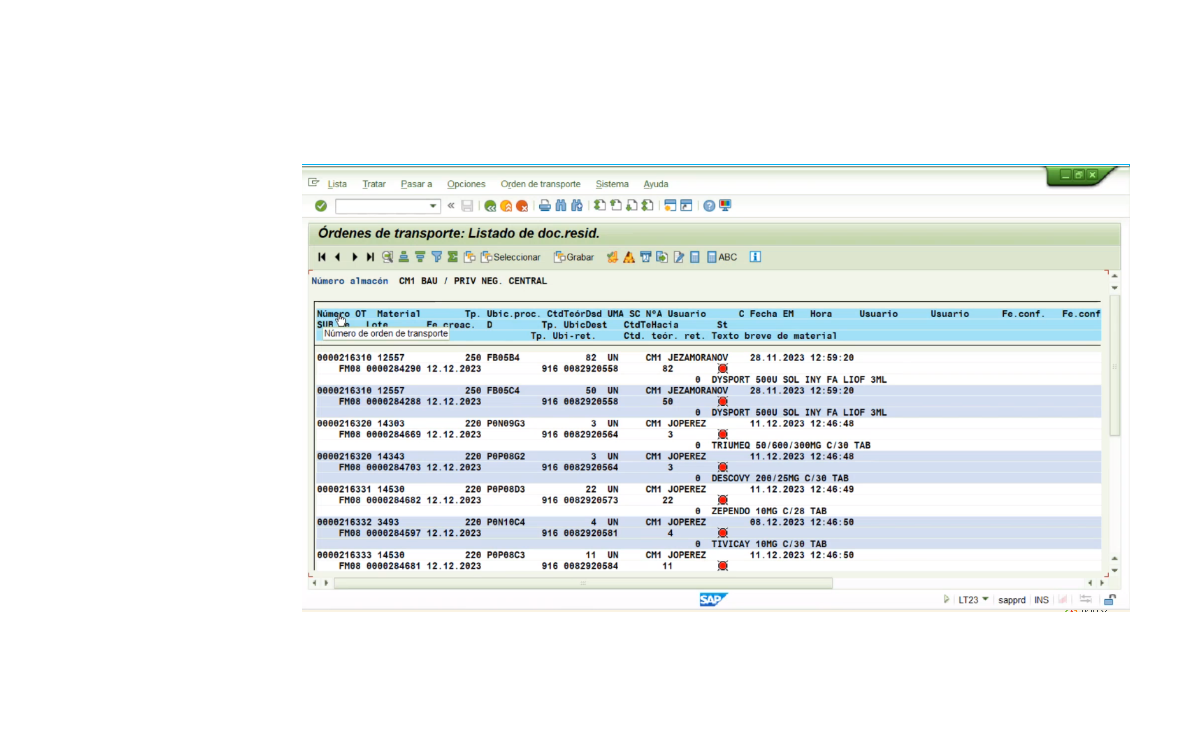 Lista Tratar Pasar a Opciones Orden de transporte Sistema Ayuda
Órdenes de transporte: Listado de doc.resid.
Seleccionar Grabar ABC
Número almacén CM1 BAU / PRIV NEG. CENTRAL
Número OT Material Tp. Ubic.proc. CtdTeórDsd UMA SC NºA Usuario C Fecha EM Hora Usuario Usuario Fe.conf. Fe.conf
SUB Lote Fe.creac. D Tp. UbicDest CtdTeHacia St
Número de orden de transporte Tp. Ubi-ret. Ctd. teór. ret. Texto breve de material
0000216310 12557 250 FB05B4 82 UN CM1 JEZAMORANOV 28.11.2023 12:59:20
FM08 0000284290 12.12.2023 916 0082920558 82
0 DYSPORT 500U SOL INY FA LIOF 3ML
0000216310 12557 250 FB05C4 50 UN CM1 JEZAMORANOV 28.11.2023 12:59:20
FM08 0000284288 12.12.2023 916 0082920558 50
0 DYSPORT 500U SOL INY FA LIOF 3ML
0000216320 14303 220 P0N09G3 3 UN CM1 JOPEREZ 11.12.2023 12:46:48
FM08 0000284669 12.12.2023 916 0082920564 3
0 TRIUMEQ 50/600/300MG C/30 TAB
0000216320 14343 220 P0P08G2 3 UN CM1 JOPEREZ 11.12.2023 12:46:48
FM08 0000284703 12.12.2023 916 0082920564 3
0 DESCOVY 200/25MG C/30 TAB
0000216331 14530 220 P0P08D3 22 UN CM1 JOPEREZ 11.12.2023 12:46:49
FM08 0000284682 12.12.2023 916 0082920573 22
0 ZEPENDO 10MG C/28 TAB
0000216332 3493 220 P0N10C4 4 UN CM1 JOPEREZ 08.12.2023 12:46:50
FM08 0000284597 12.12.2023 916 0082920581 4
0 TIVICAY 10MG C/30 TAB
0000216333 14530 220 P0P08C3 11 UN CM1 JOPEREZ 11.12.2023 12:46:50
FM08 0000284681 12.12.2023 916 0082920584 11
SAP LT23 sapprd INS